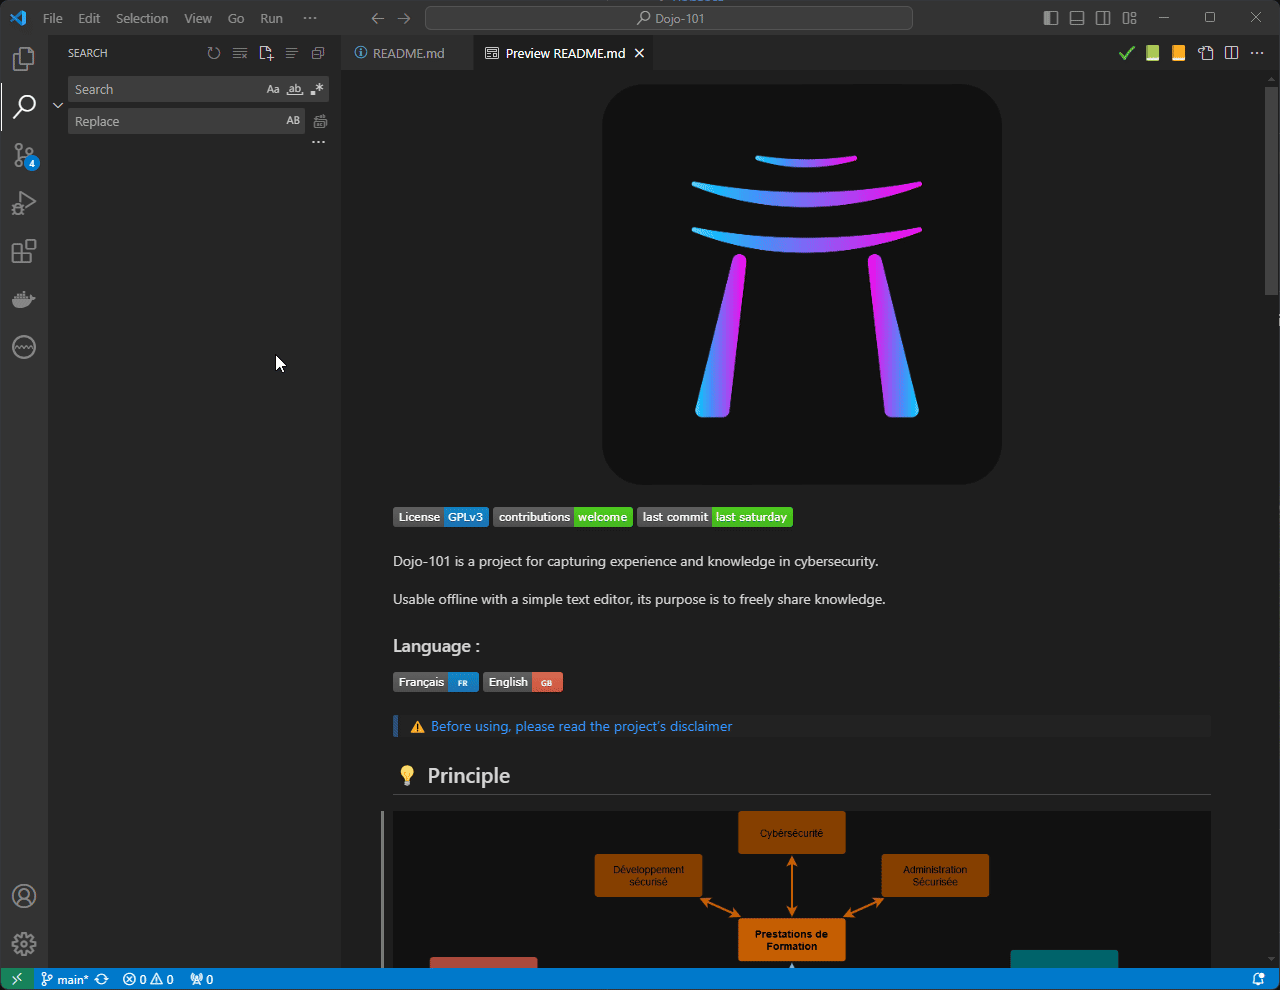 File Edit Selection View Go Run ···
Dojo-101
SEARCH
README.md
Preview README.md
Search
Aa ab .*
Replace
AB
4
License GPLv3
contributions welcome
last commit last saturday
Dojo-101 is a project for capturing experience and knowledge in cybersecurity.
Usable offline with a simple text editor, its purpose is to freely share knowledge.
Language :
Français FR
English GB
Before using, please read the project's disclaimer
Principle
Cybérsécurité
Développement
sécurisé
Administration
Sécurisée
Prestations de
Formation
main* 0 0 0